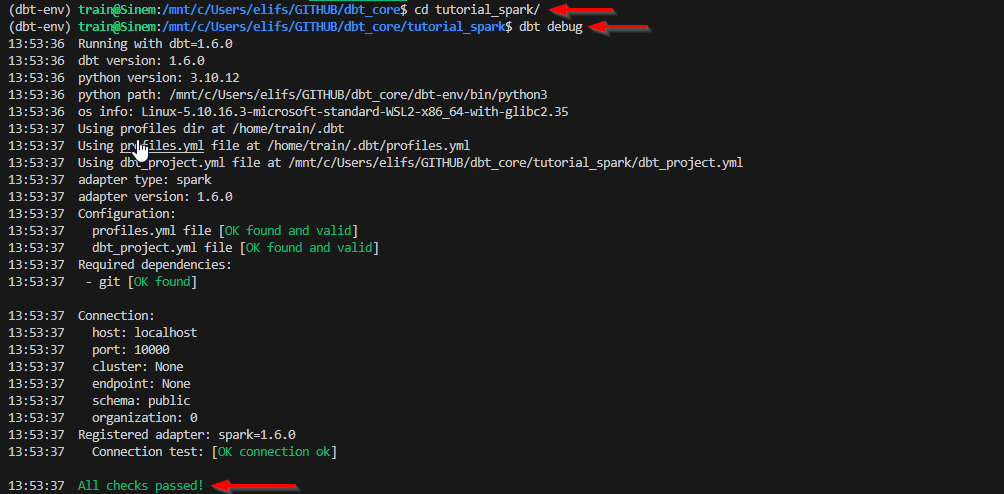 (dbt-env) train@Sinem:/mnt/c/Users/elifs/GITHUB/dbt_core$ cd tutorial_spark/
(dbt-env) train@Sinem:/mnt/c/Users/elifs/GITHUB/dbt_core/tutorial_spark$ dbt debug
13:53:36  Running with dbt=1.6.0
13:53:36  dbt version: 1.6.0
13:53:36  python version: 3.10.12
13:53:36  python path: /mnt/c/Users/elifs/GITHUB/dbt_core/dbt-env/bin/python3
13:53:36  os info: Linux-5.10.16.3-microsoft-standard-WSL2-x86_64-with-glibc2.35
13:53:37  Using profiles dir at /home/train/.dbt
13:53:37  Using profiles.yml file at /home/train/.dbt/profiles.yml
13:53:37  Using dbt_project.yml file at /mnt/c/Users/elifs/GITHUB/dbt_core/tutorial_spark/dbt_project.yml
13:53:37  adapter type: spark
13:53:37  adapter version: 1.6.0
13:53:37  Configuration:
13:53:37    profiles.yml file [OK found and valid]
13:53:37    dbt_project.yml file [OK found and valid]
13:53:37  Required dependencies:
13:53:37   - git [OK found]

13:53:37  Connection:
13:53:37    host: localhost
13:53:37    port: 10000
13:53:37    cluster: None
13:53:37    endpoint: None
13:53:37    schema: public
13:53:37    organization: 0
13:53:37  Registered adapter: spark=1.6.0
13:53:37    Connection test: [OK connection ok]

13:53:37  All checks passed!